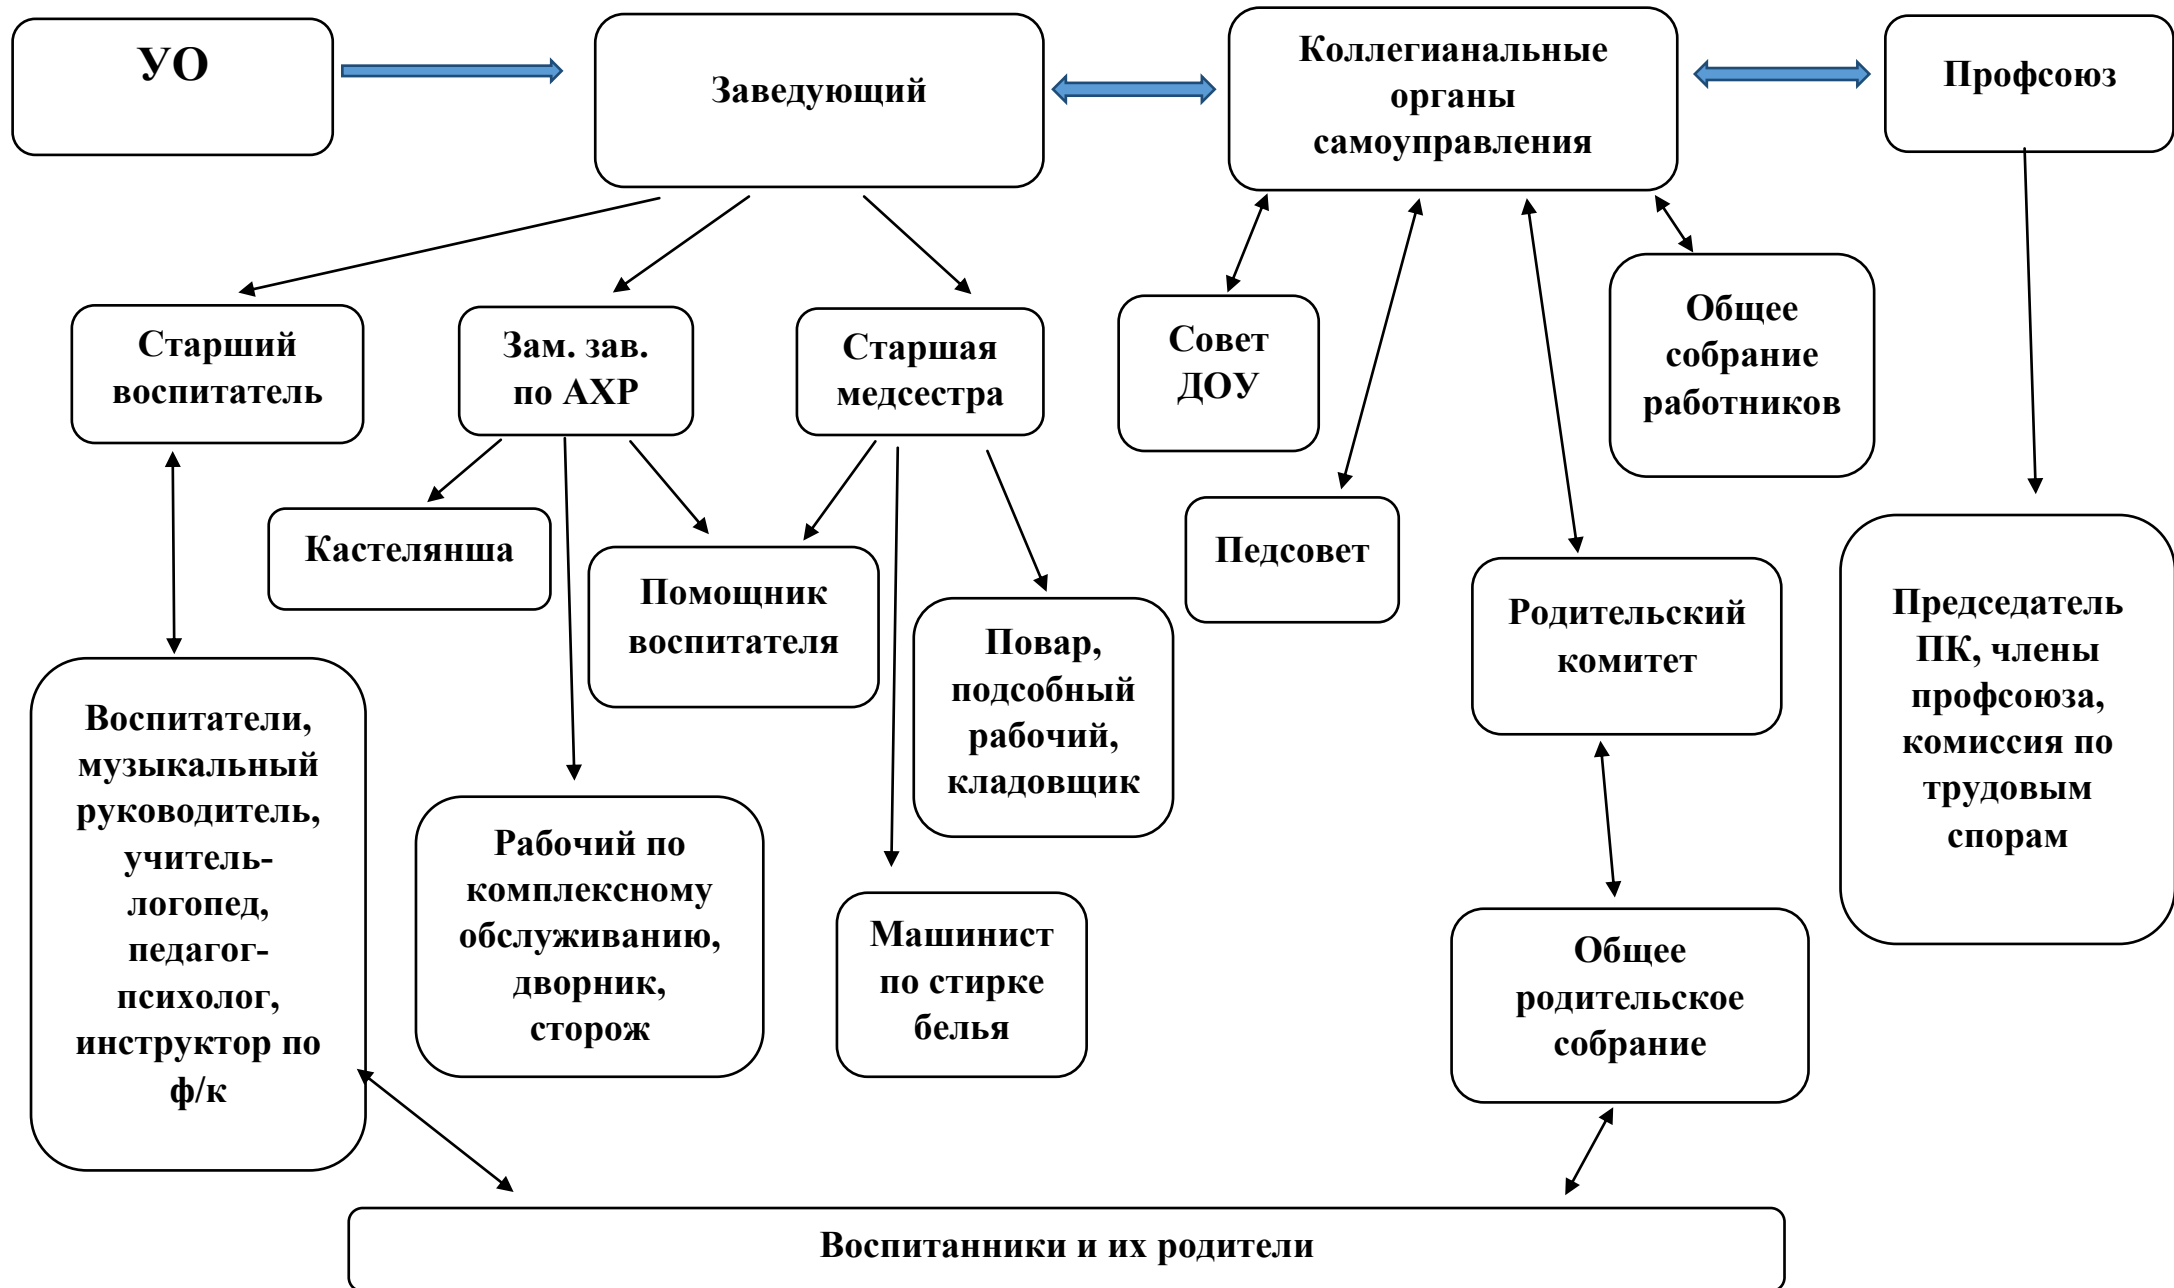 УО
Заведующий
Коллегианальные
органы
самоуправления
Профсоюз
Старший
воспитатель
Зам. зав.
по АХР
Старшая
медсестра
Совет
ДОУ
Общее
собрание
работников
Кастелянша
Помощник
воспитателя
Повар,
подсобный
рабочий,
кладовщик
Педсовет
Родительский
комитет
Председатель
ПК, члены
профсоюза,
комиссия по
трудовым
спорам
Воспитатели,
музыкальный
руководитель,
учитель-
логопед,
педагог-
психолог,
инструктор по
ф/к
Рабочий по
комплексному
обслуживанию,
дворник,
сторож
Машинист
по стирке
белья
Общее
родительское
собрание
Воспитанники и их родители